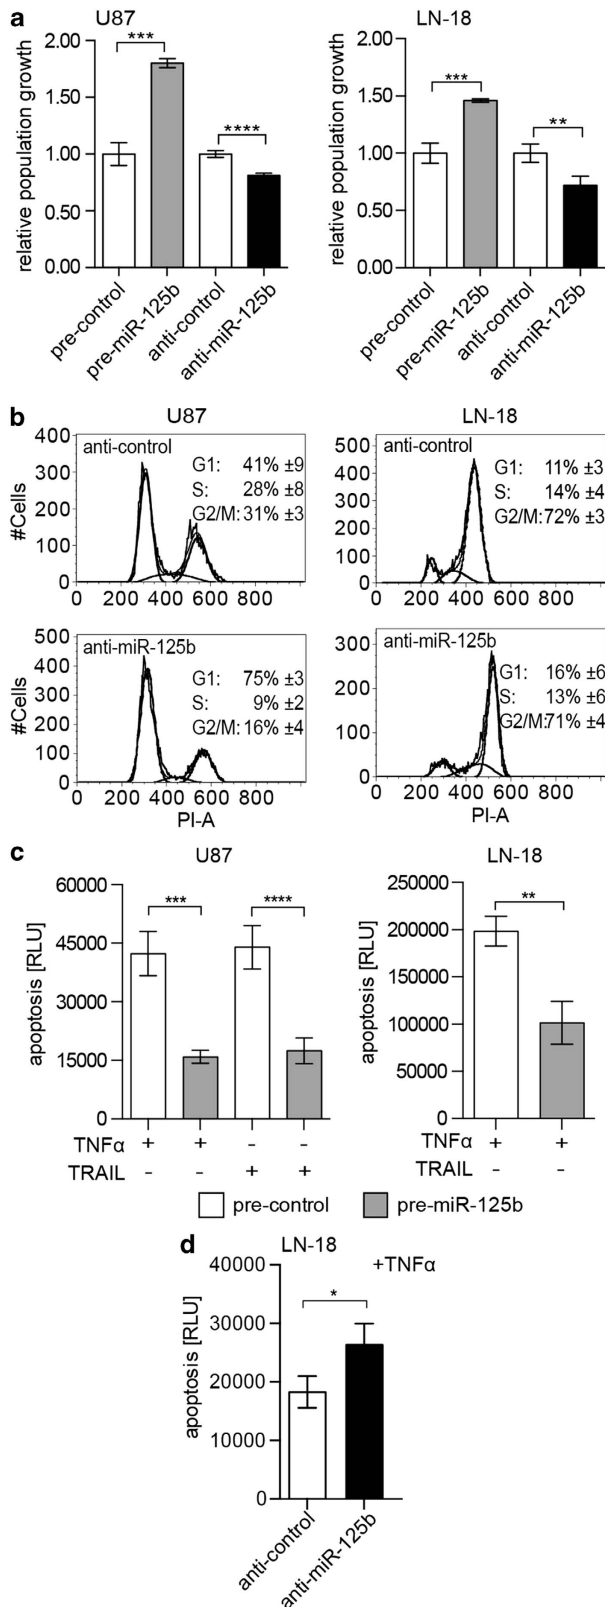 a
U87
LN-18
relative population growth
2.00
1.50
1.00
0.50
0.00
***
****
pre-control
pre-miR-125b
anti-control
anti-miR-125b
relative population growth
2.00
1.50
1.00
0.50
0.00
***
**
pre-control
pre-miR-125b
anti-control
anti-miR-125b
b
U87
LN-18
#Cells
400
300
200
100
0
anti-control
G1: 41% ±9
S: 28% ±8
G2/M: 31% ±3
0 200 400 600 800
500
400
300
200
100
0
anti-control
G1: 11% ±3
S: 14% ±4
G2/M: 72% ±3
0 200 400 600 800
#Cells
500
400
300
200
100
0
anti-miR-125b
G1: 75% ±3
S: 9% ±2
G2/M: 16% ±4
0 200 400 600 800
PI-A
300
200
100
0
anti-miR-125b
G1: 16% ±6
S: 13% ±6
G2/M: 71% ±4
0 200 400 600 800
PI-A
c
U87
LN-18
apoptosis [RLU]
60000
45000
30000
15000
0
***
****
TNFα + + - -
TRAIL - - + +
apoptosis [RLU]
250000
200000
150000
100000
50000
0
**
TNFα + +
TRAIL - -
pre-control
pre-miR-125b
d
LN-18
+TNFα
apoptosis [RLU]
40000
30000
20000
10000
0
*
anti-control
anti-miR-125b